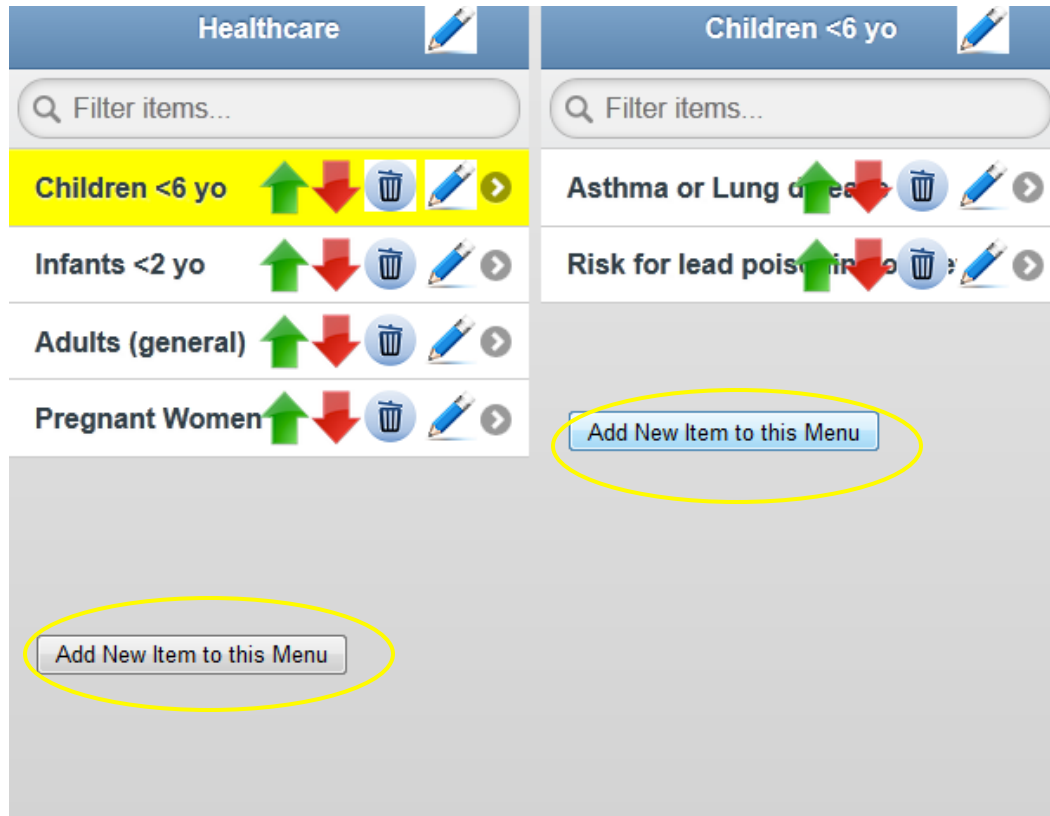 Healthcare
Filter items...
Children <6 yo
Infants <2 yo
Adults (general)
Pregnant Women
Add New Item to this Menu
Children <6 yo
Filter items...
Asthma or Lung
Risk for lead
Add New Item to this Menu